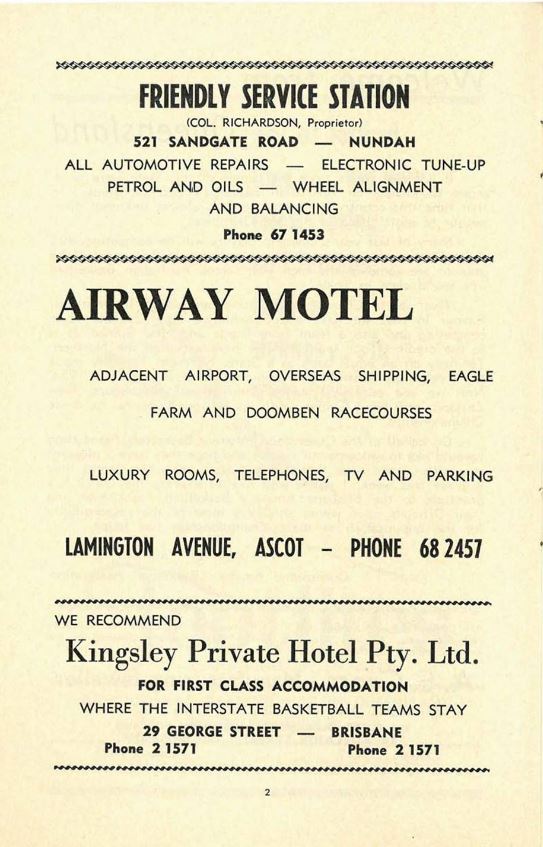 FRIENDLY SERVICE STATION
(COL. RICHARDSON, Proprietor)
521 SANDGATE ROAD — NUNDAH
ALL AUTOMOTIVE REPAIRS — ELECTRONIC TUNE-UP
PETROL AND OILS — WHEEL ALIGNMENT
AND BALANCING
Phone 67 1453
AIRWAY MOTEL
ADJACENT AIRPORT, OVERSEAS SHIPPING, EAGLE
FARM AND DOOMBEN RACECOURSES
LUXURY ROOMS, TELEPHONES, TV AND PARKING
LAMINGTON AVENUE, ASCOT – PHONE 68 2457
WE RECOMMEND
Kingsley Private Hotel Pty. Ltd.
FOR FIRST CLASS ACCOMMODATION
WHERE THE INTERSTATE BASKETBALL TEAMS STAY
29 GEORGE STREET — BRISBANE
Phone 2 1571 Phone 2 1571
2